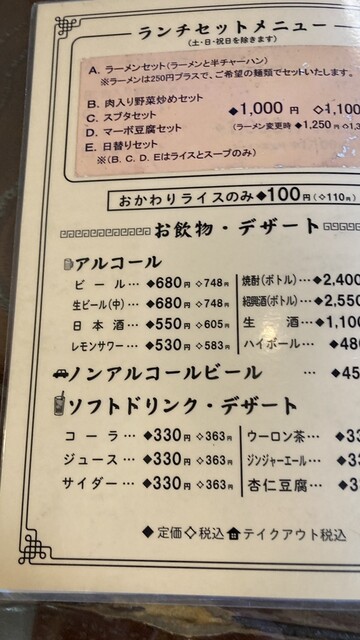 ランチセットメニュー
(土・日・祝日を除きます)
A. ラーメンセット(ラーメンと半チャーハン)
※ラーメンは250円プラスで、ご希望の麺類でセットいたします。
B. 肉入り野菜炒めセット
C. スブタセット ◆1,000 円 ◇1,100
D. マーボ豆腐セット (ラーメン変更時 ◆1,250 円
E. 日替りセット
※(B. C. D. Eはライスとスープのみ)
おかわりライスのみ◆100円(◇110円)
お飲物・デザート
アルコール
ビール… ◆680円 ◇748円
生ビール(中)… ◆680円 ◇748円
日本酒… ◆550円 ◇605円
レモンサワー… ◆530円 ◇583円
焼酎(ボトル)…◆2,400
紹興酒(ボトル)…◆2,550
生酒…◆1,100
ハイボール…◆480
ノンアルコールビール … ◆45
ソフトドリンク・デザート
コーラ… ◆330円 ◇363円
ジュース… ◆330円 ◇363円
サイダー… ◆330円 ◇363円
ウーロン茶…◆33
ジンジャーエール…◆33
杏仁豆腐…◆3
◆定価◇税込 テイクアウト税込